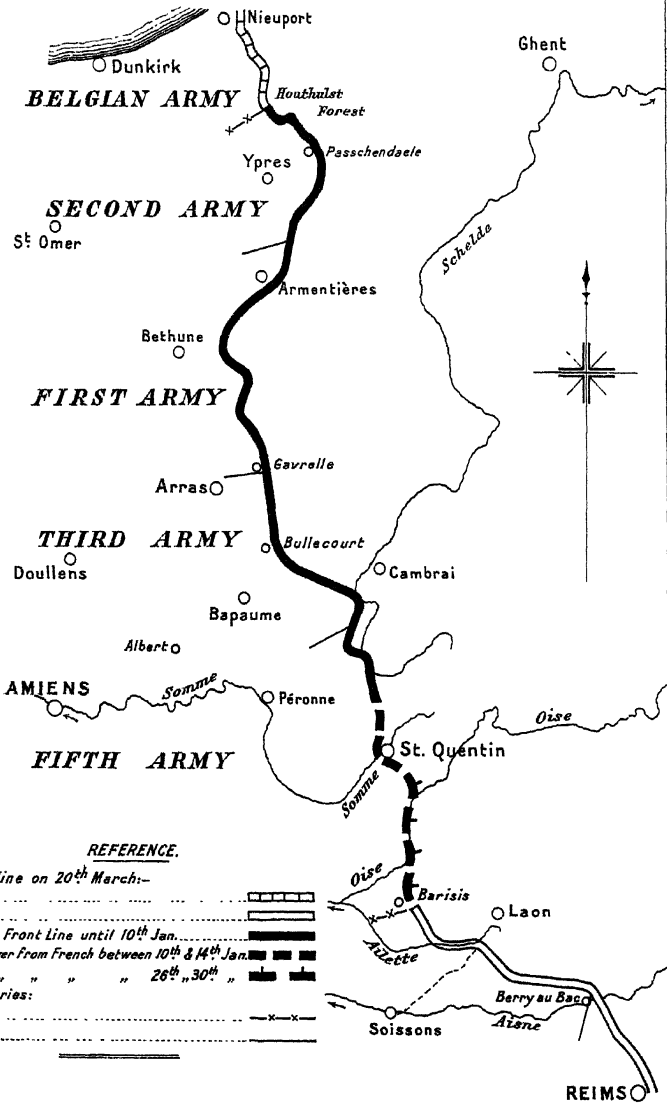 Nieuport
Ghent
Dunkirk
BELGIAN ARMY
Houthulst
Forest
Passchendaele
Ypres
SECOND ARMY
St. Omer
Schelde
Armentières
Bethune
FIRST ARMY
Gavrelle
Arras
THIRD ARMY
Bullecourt
Doullens
Cambrai
Bapaume
Albert
AMIENS
Somme
Péronne
Oise
FIFTH ARMY
St. Quentin
Somme
REFERENCE.
ine on 20th March:-
Front Line until 10th Jan.
er from French between 10th & 14th Jan.
„ „ „ „ 26th „ 30th „
ries:
Oise
Barisis
Laon
Ailette
Berry au Bac
Soissons
Aisne
REIMS